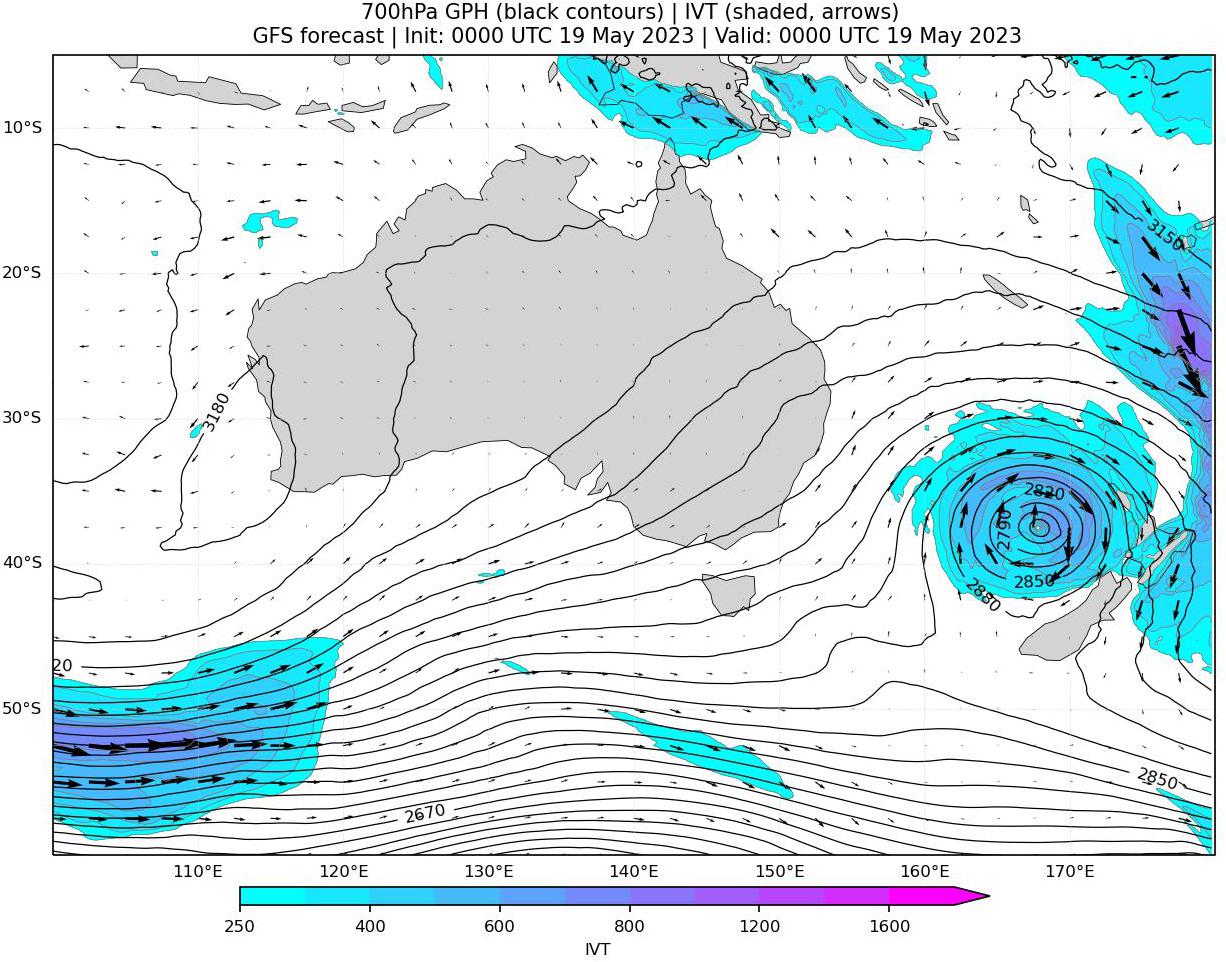 700hPa GPH (black contours) | IVT (shaded, arrows)
GFS forecast | Init: 0000 UTC 19 May 2023 | Valid: 0000 UTC 19 May 2023
10°S
20°S
30°S
40°S
50°S
3150
3180
2820
2790
2850
2880
20
2850
2670
110°E 120°E 130°E 140°E 150°E 160°E 170°E
250 400 600 800 1200 1600
IVT